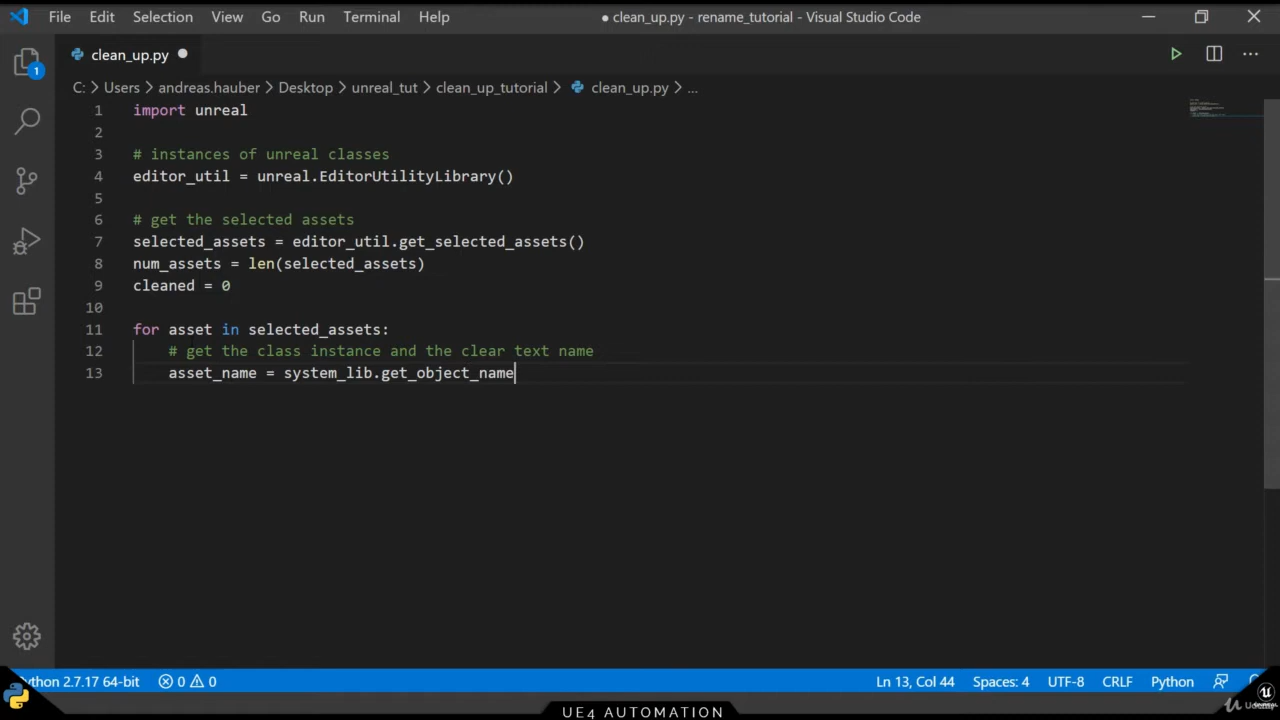 File Edit Selection View Go Run Terminal Help ● clean_up.py - rename_tutorial - Visual Studio Code
clean_up.py
C: > Users > andreas.hauber > Desktop > unreal_tut > clean_up_tutorial > clean_up.py > ...
1
1 import unreal
2
3 # instances of unreal classes
4 editor_util = unreal.EditorUtilityLibrary()
5
6 # get the selected assets
7 selected_assets = editor_util.get_selected_assets()
8 num_assets = len(selected_assets)
9 cleaned = 0
10
11 for asset in selected_assets:
12 # get the class instance and the clear text name
13 asset_name = system_lib.get_object_name
ython 2.7.17 64-bit 0 0 Ln 13, Col 44 Spaces: 4 UTF-8 CRLF Python
UE4 AUTOMATION